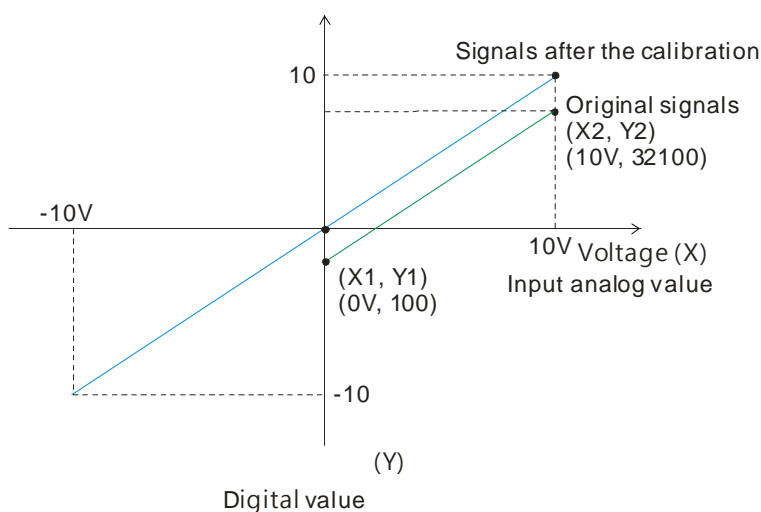 Signals after the calibration
10
Original signals
(X2, Y2)
(10V, 32100)
-10V
10V
Voltage (X)
Input analog value
(X1, Y1)
(0V, 100)
-10
(Y)
Digital value